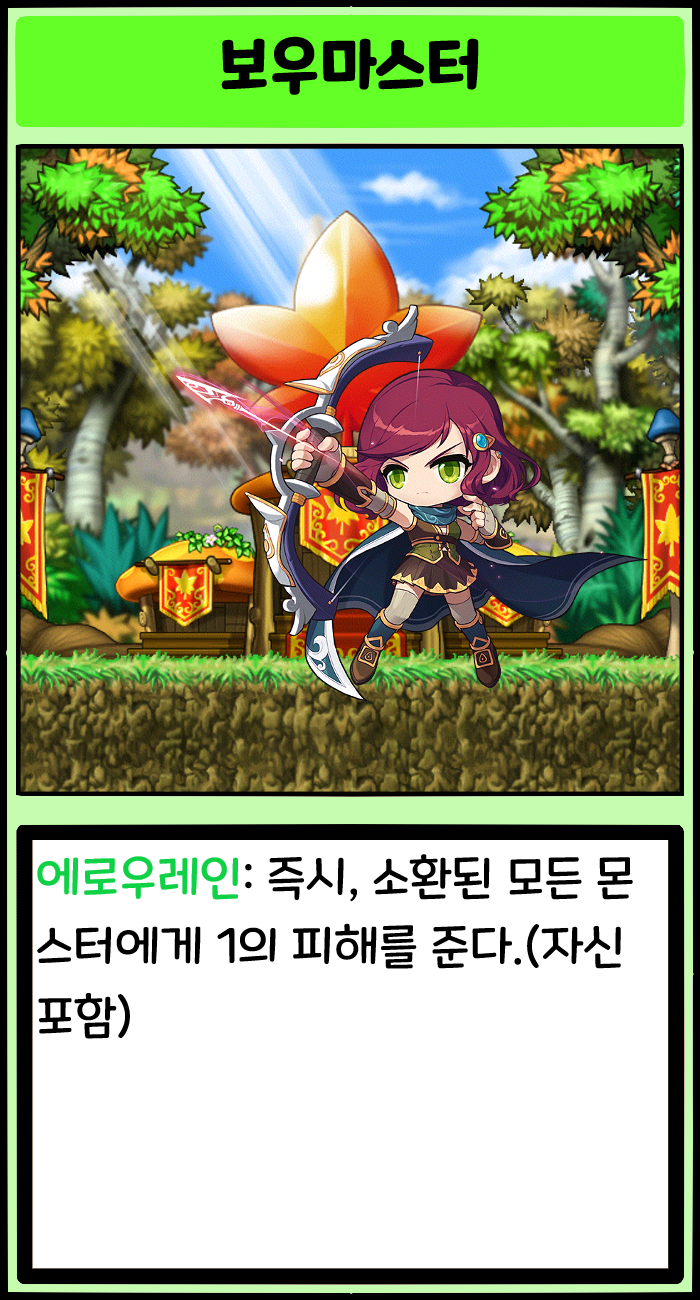 보우마스터
에로우레인: 즉시, 소환된 모든 몬
스터에게 1의 피해를 준다.(자신
포함)